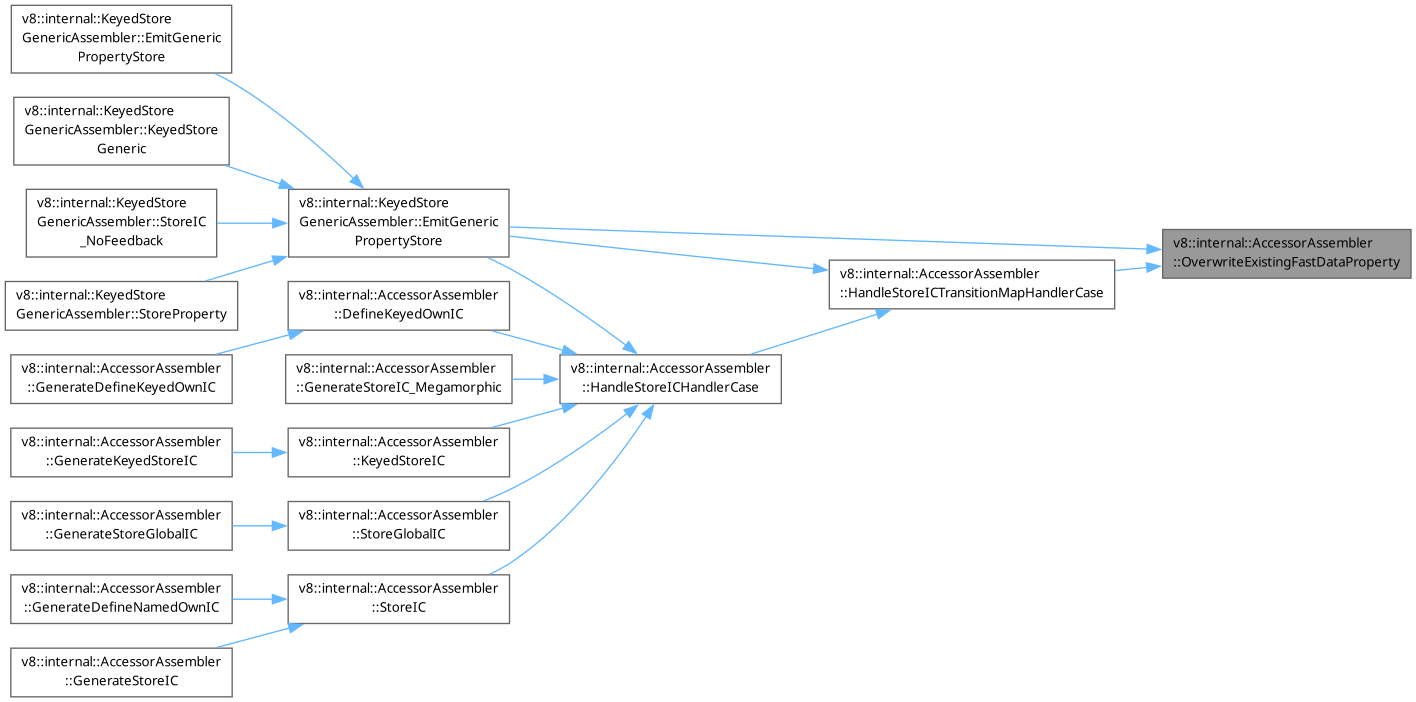 v8::internal::KeyedStore
GenericAssembler::EmitGeneric
PropertyStore
v8::internal::KeyedStore
GenericAssembler::KeyedStore
Generic
v8::internal::KeyedStore
GenericAssembler::StoreIC
_NoFeedback
v8::internal::KeyedStore
GenericAssembler::StoreProperty
v8::internal::AccessorAssembler
::GenerateDefineKeyedOwnIC
v8::internal::AccessorAssembler
::GenerateKeyedStoreIC
v8::internal::AccessorAssembler
::GenerateStoreGlobalIC
v8::internal::AccessorAssembler
::GenerateDefineNamedOwnIC
v8::internal::AccessorAssembler
::GenerateStoreIC
v8::internal::KeyedStore
GenericAssembler::EmitGeneric
PropertyStore
v8::internal::AccessorAssembler
::DefineKeyedOwnIC
v8::internal::AccessorAssembler
::GenerateStoreIC_Megamorphic
v8::internal::AccessorAssembler
::KeyedStoreIC
v8::internal::AccessorAssembler
::StoreGlobalIC
v8::internal::AccessorAssembler
::StoreIC
v8::internal::AccessorAssembler
::HandleStoreICHandlerCase
v8::internal::AccessorAssembler
::HandleStoreICTransitionMapHandlerCase
v8::internal::AccessorAssembler
::OverwriteExistingFastDataProperty